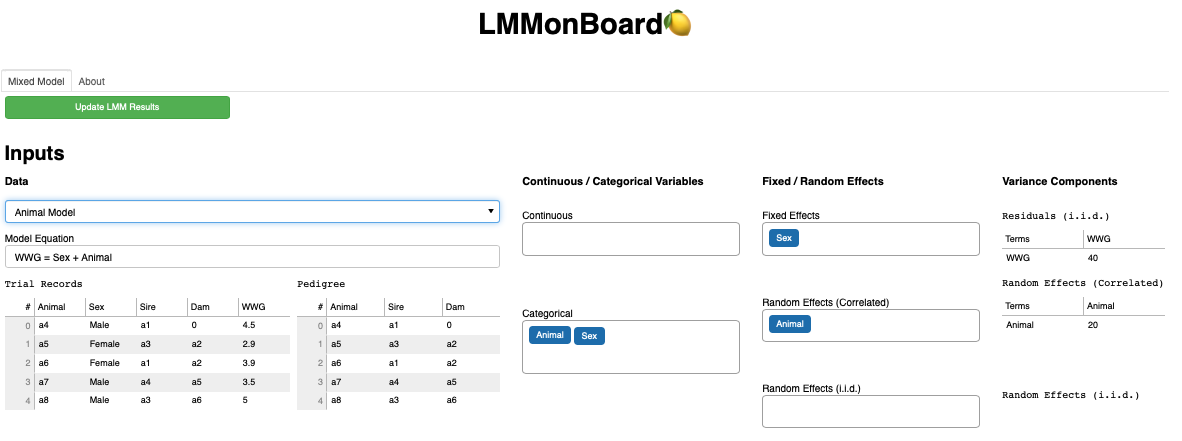 LMMonBoard🍋
Mixed Model About
Update LMM Results
Inputs
Data
Animal Model
Model Equation
WWG = Sex + Animal
Trial Records
# Animal Sex Sire Dam WWG
0 a4 Male a1 0 4.5
1 a5 Female a3 a2 2.9
2 a6 Female a1 a2 3.9
3 a7 Male a4 a5 3.5
4 a8 Male a3 a6 5
Pedigree
# Animal Sire Dam
0 a4 a1 0
1 a5 a3 a2
2 a6 a1 a2
3 a7 a4 a5
4 a8 a3 a6
Continuous / Categorical Variables
Continuous
Categorical
Animal Sex
Fixed / Random Effects
Fixed Effects
Sex
Random Effects (Correlated)
Animal
Random Effects (i.i.d.)
Variance Components
Residuals (i.i.d.)
Terms WWG
WWG 40
Random Effects (Correlated)
Terms Animal
Animal 20
Random Effects (i.i.d.)